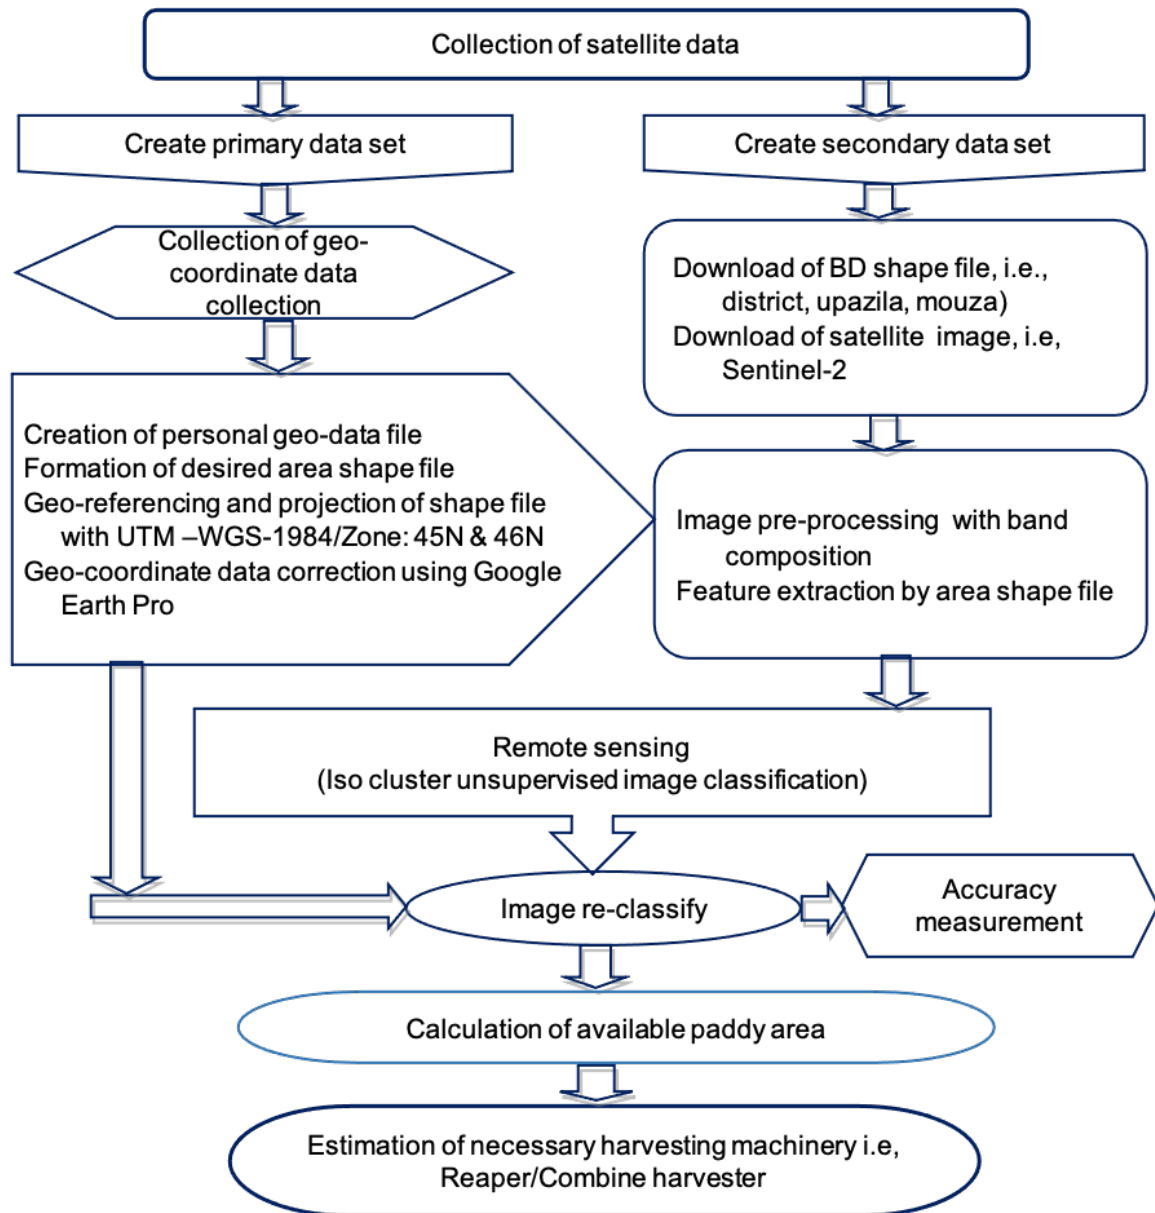 Collection of satellite data
Create primary data set
Create secondary data set
Collection of geo-
coordinate data
collection
Download of BD shape file, i.e.,
district, upazila, mouza)
Download of satellite image, i.e,
Sentinel-2
Creation of personal geo-data file
Formation of desired area shape file
Geo-referencing and projection of shape file
with UTM –WGS-1984/Zone: 45N & 46N
Geo-coordinate data correction using Google
Earth Pro
Image pre-processing with band
composition
Feature extraction by area shape file
Remote sensing
(Iso cluster unsupervised image classification)
Image re-classify
Accuracy
measurement
Calculation of available paddy area
Estimation of necessary harvesting machinery i.e,
Reaper/Combine harvester